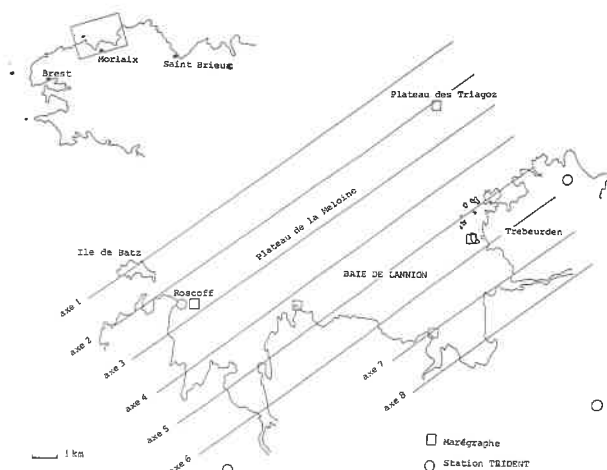 Morlaix
Saint Brieuc
Brest
Plateau des Triagoz
Plateau de la Meloine
Trebeurden
Ile de Batz
BAIE DE LANNION
Roscoff
axe 1
axe 2
axe 3
axe 4
axe 5
axe 6
axe 7
axe 8
1 km
Marégraphe
Station TRIDENT